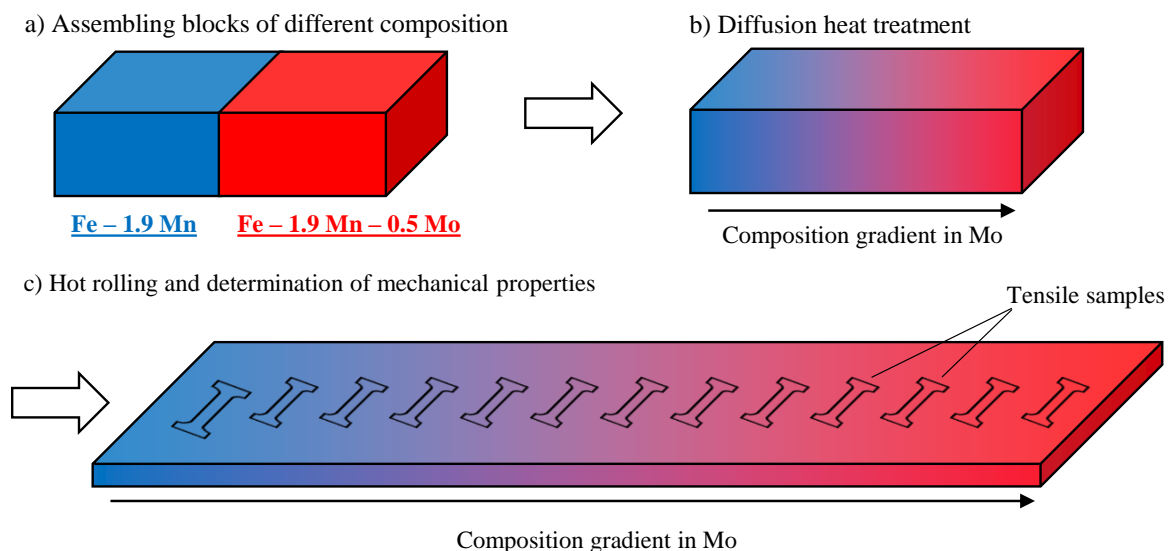 a) Assembling blocks of different composition
b) Diffusion heat treatment
Fe – 1.9 Mn
Fe – 1.9 Mn – 0.5 Mo
Composition gradient in Mo
c) Hot rolling and determination of mechanical properties
Tensile samples
Composition gradient in Mo